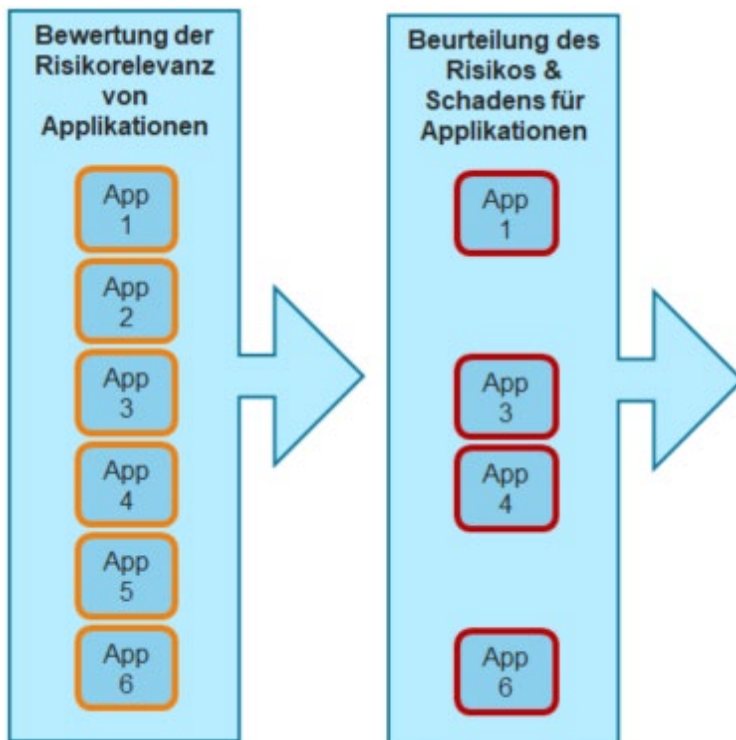 Bewertung der
Risikorelevanz
von
Applikationen
App
1
App
2
App
3
App
4
App
5
App
6
Beurteilung des
Risikos &
Schadens für
Applikationen
App
1
App
3
App
4
App
6